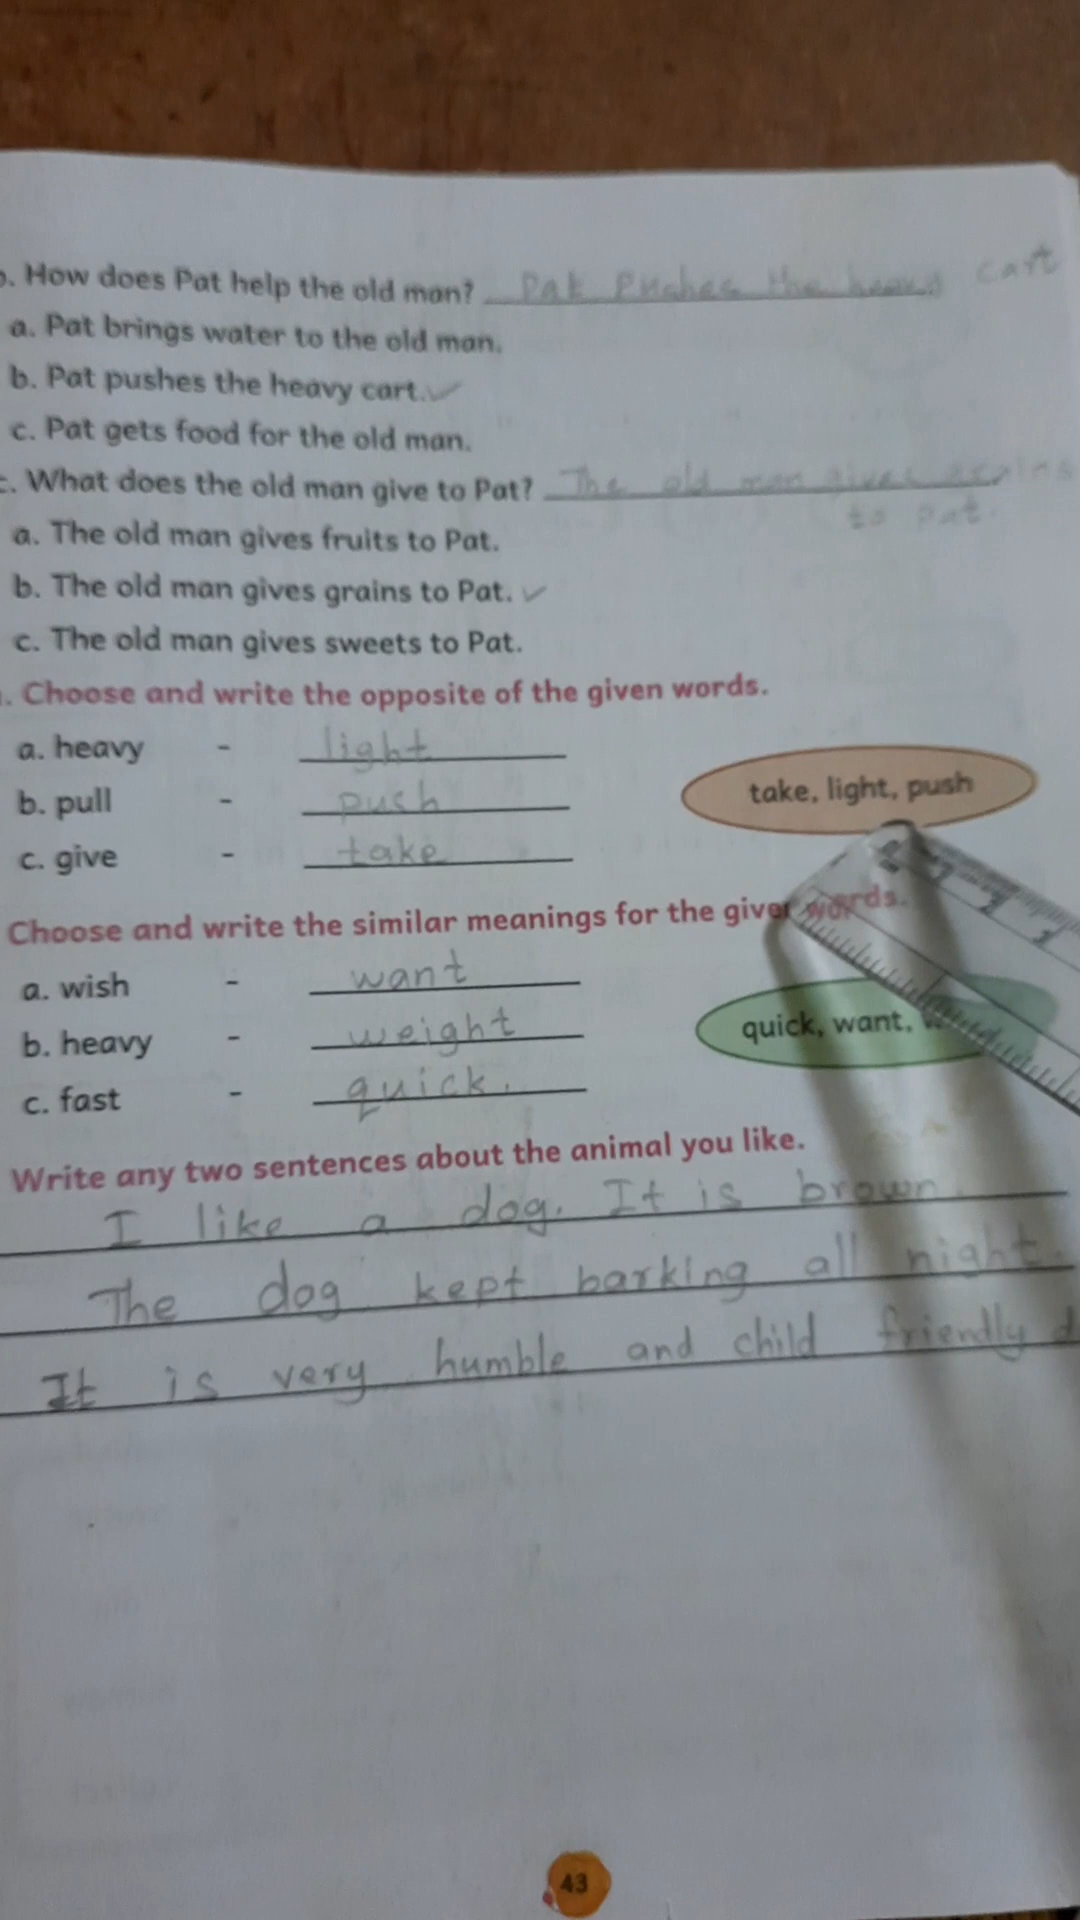 . How does Pat help the old man? Pat Pushes the heavy cart
a. Pat brings water to the old man.
b. Pat pushes the heavy cart.
c. Pat gets food for the old man.
. What does the old man give to Pat? The old man gives grains
to Pat.
a. The old man gives fruits to Pat.
b. The old man gives grains to Pat.
c. The old man gives sweets to Pat.
. Choose and write the opposite of the given words.
a. heavy - light
b. pull - push
c. give - take
take, light, push
Choose and write the similar meanings for the given words.
a. wish - want
b. heavy - weight
c. fast - quick.
quick, want,
Write any two sentences about the animal you like.
I like a dog. It is brown.
The dog kept barking all night.
It is very humble and child friendly
43